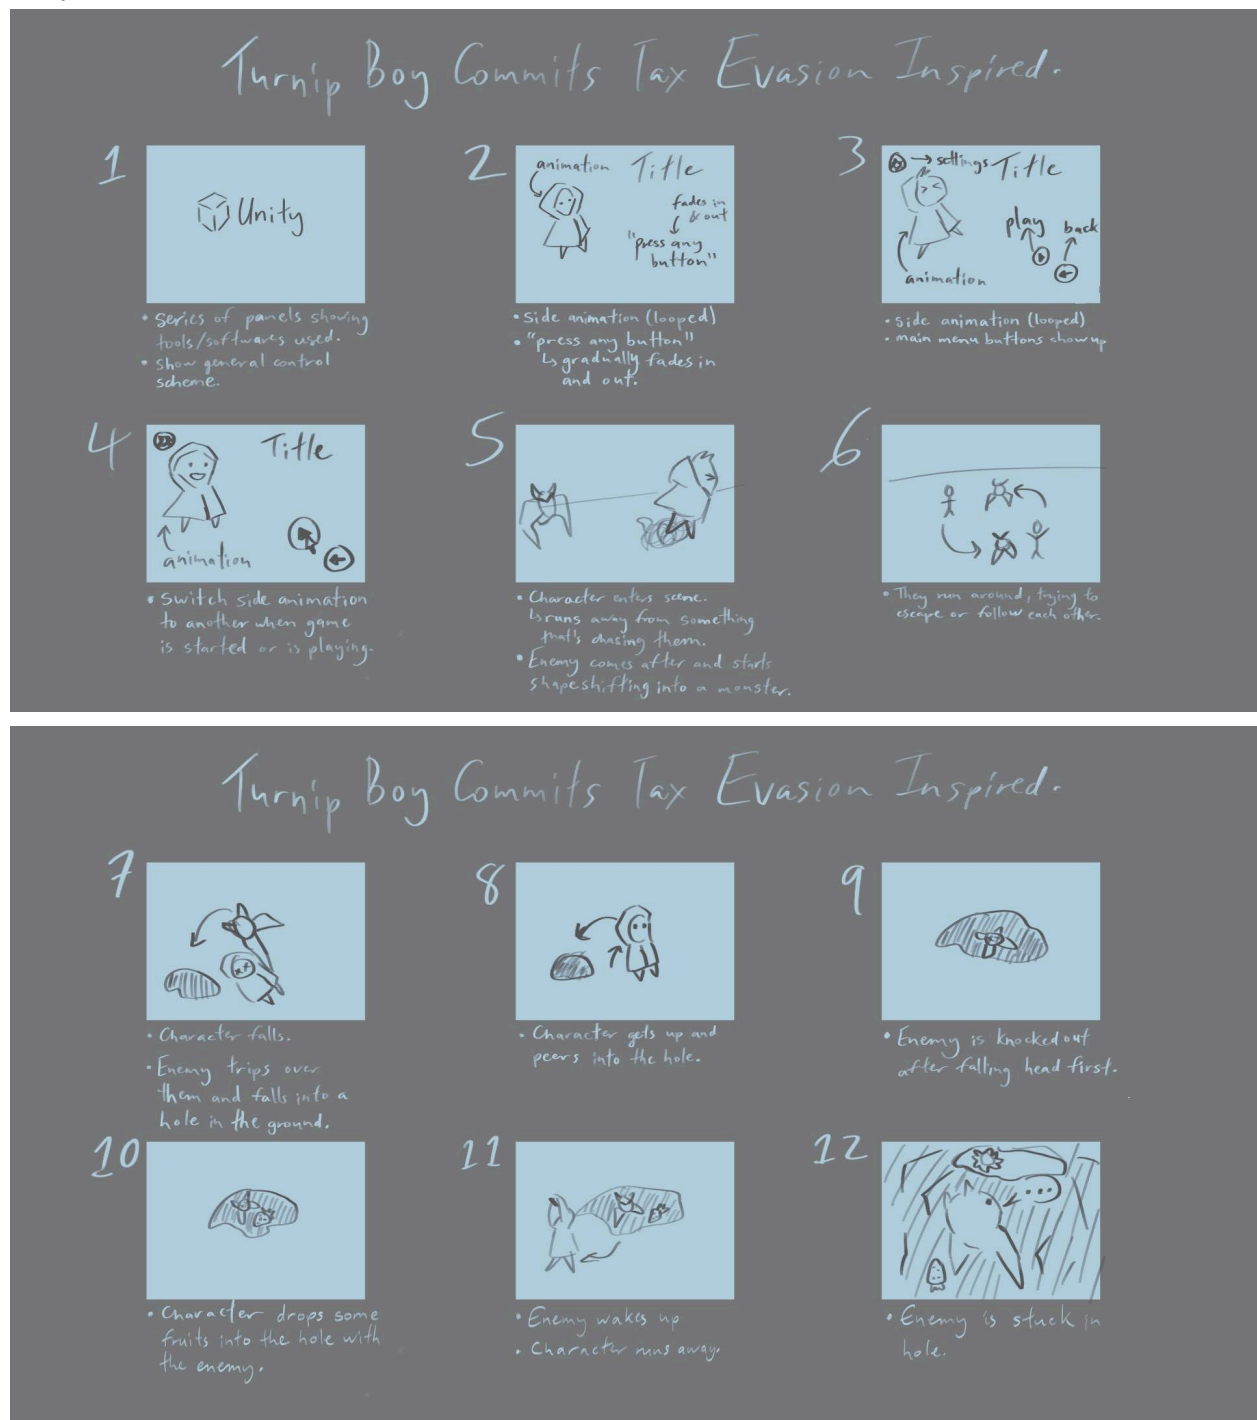 Turnip Boy Commits Tax Evasion Inspired.
1
Unity
• Series of panels showing
tools/softwares used.
• Show general control
scheme.
2
animation
Title
fades in
& out
"press any
button"
• Side animation (looped)
• "press any button"
↳ gradually fades in
and out.
3
→ settings
Title
play
back
animation
• Side animation (looped)
• main menu buttons show up
4
Title
animation
• Switch side animation
to another when game
is started or is playing.
5
• Character enters scene.
↳ runs away from something
that's chasing them.
• Enemy comes after and starts
shapeshifting into a monster.
6
• They run around, trying to
escape or follow each other.
Turnip Boy Commits Tax Evasion Inspired.
7
• Character falls.
• Enemy trips over
them and falls into a
hole in the ground.
8
• Character gets up and
peers into the hole.
9
• Enemy is knocked out
after falling head first.
10
• Character drops some
fruits into the hole with
the enemy.
11
• Enemy wakes up
• Character runs away.
12
...
• Enemy is stuck in
hole.